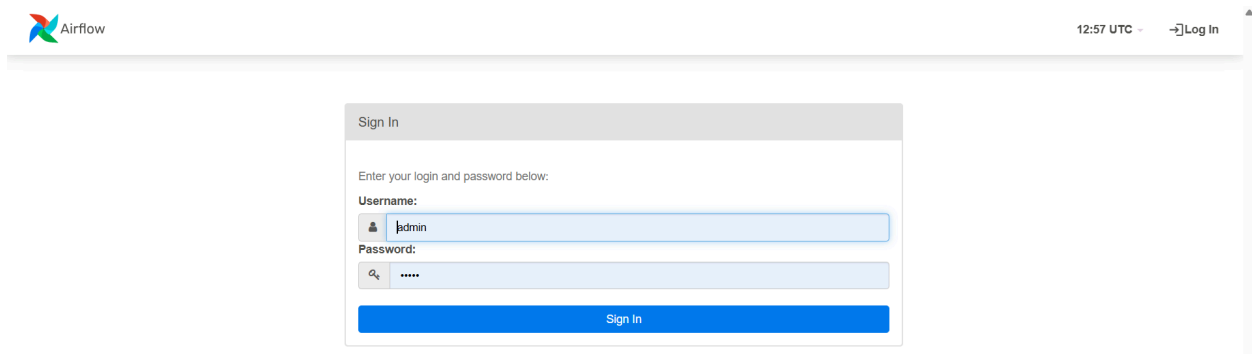 Airflow
12:57 UTC
Log In
Sign In
Enter your login and password below:
Username:
admin
Password:
•••••
Sign In